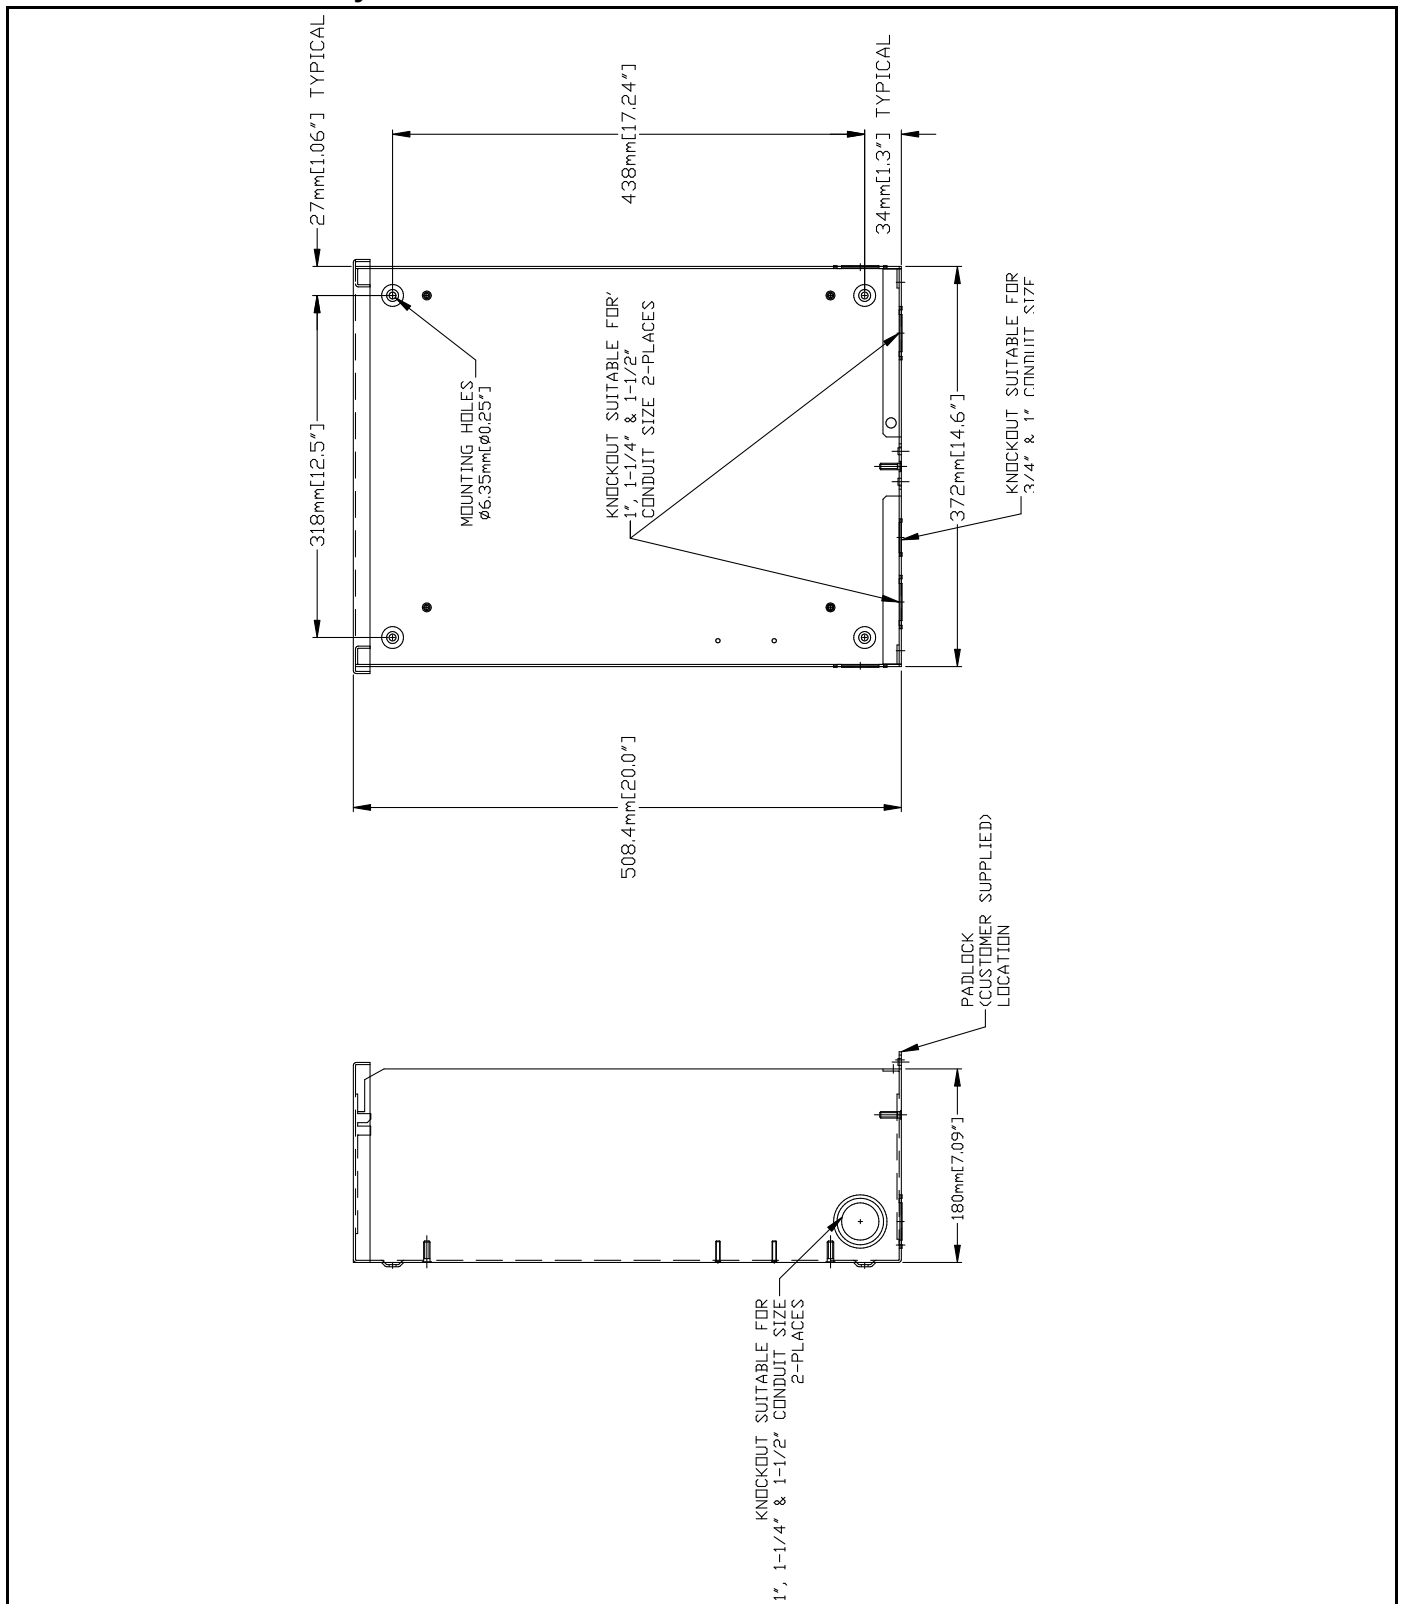 27mm[1.06"] TYPICAL
438mm[17.24"]
34mm[1.3"] TYPICAL
318mm[12.5"]
MOUNTING HOLES
Ø6.35mm[Ø0.25"]
KNOCKOUT SUITABLE FOR'
1", 1-1/4" & 1-1/2"
CONDUIT SIZE 2-PLACES
372mm[14.6"]
KNOCKOUT SUITABLE FOR
3/4" & 1" CONDUIT SIZE
508.4mm[20.0"]
PADLOCK
(CUSTOMER SUPPLIED)
LOCATION
180mm[7.09"]
KNOCKOUT SUITABLE FOR
1", 1-1/4" & 1-1/2" CONDUIT SIZE
2-PLACES